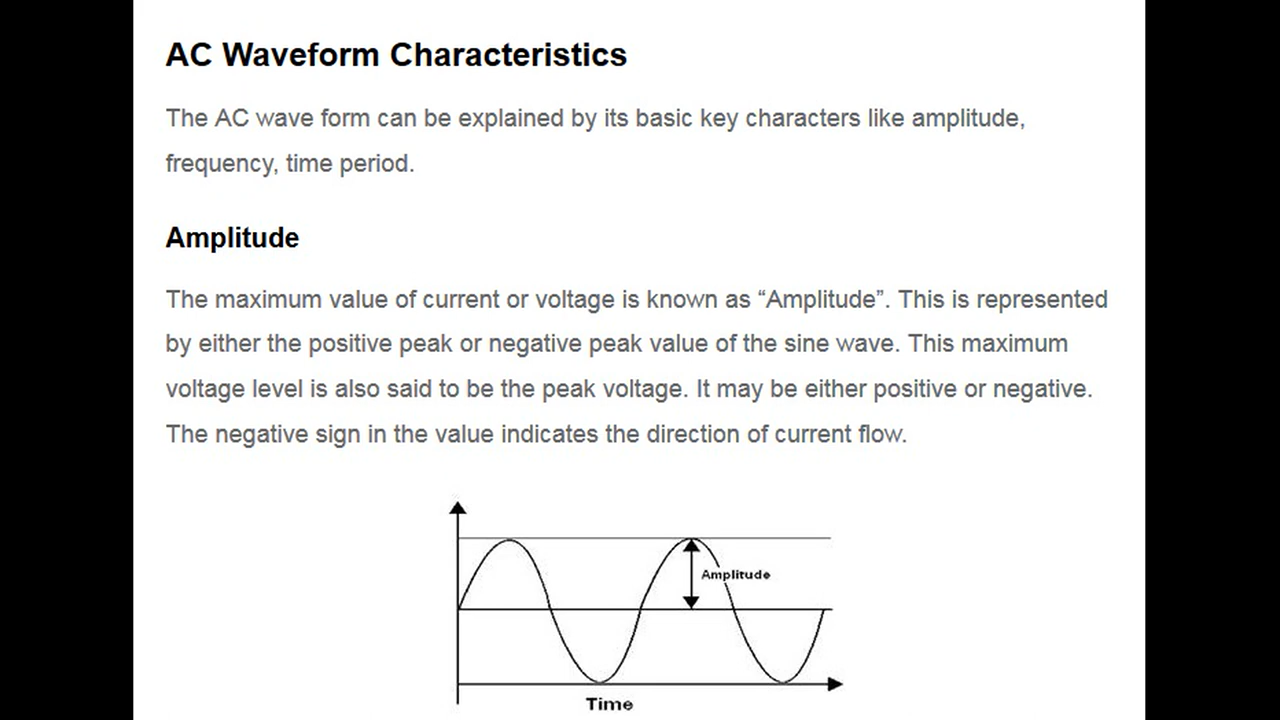 AC Waveform Characteristics
The AC wave form can be explained by its basic key characters like amplitude,
frequency, time period.
Amplitude
The maximum value of current or voltage is known as “Amplitude”. This is represented
by either the positive peak or negative peak value of the sine wave. This maximum
voltage level is also said to be the peak voltage. It may be either positive or negative.
The negative sign in the value indicates the direction of current flow.
Amplitude
Time